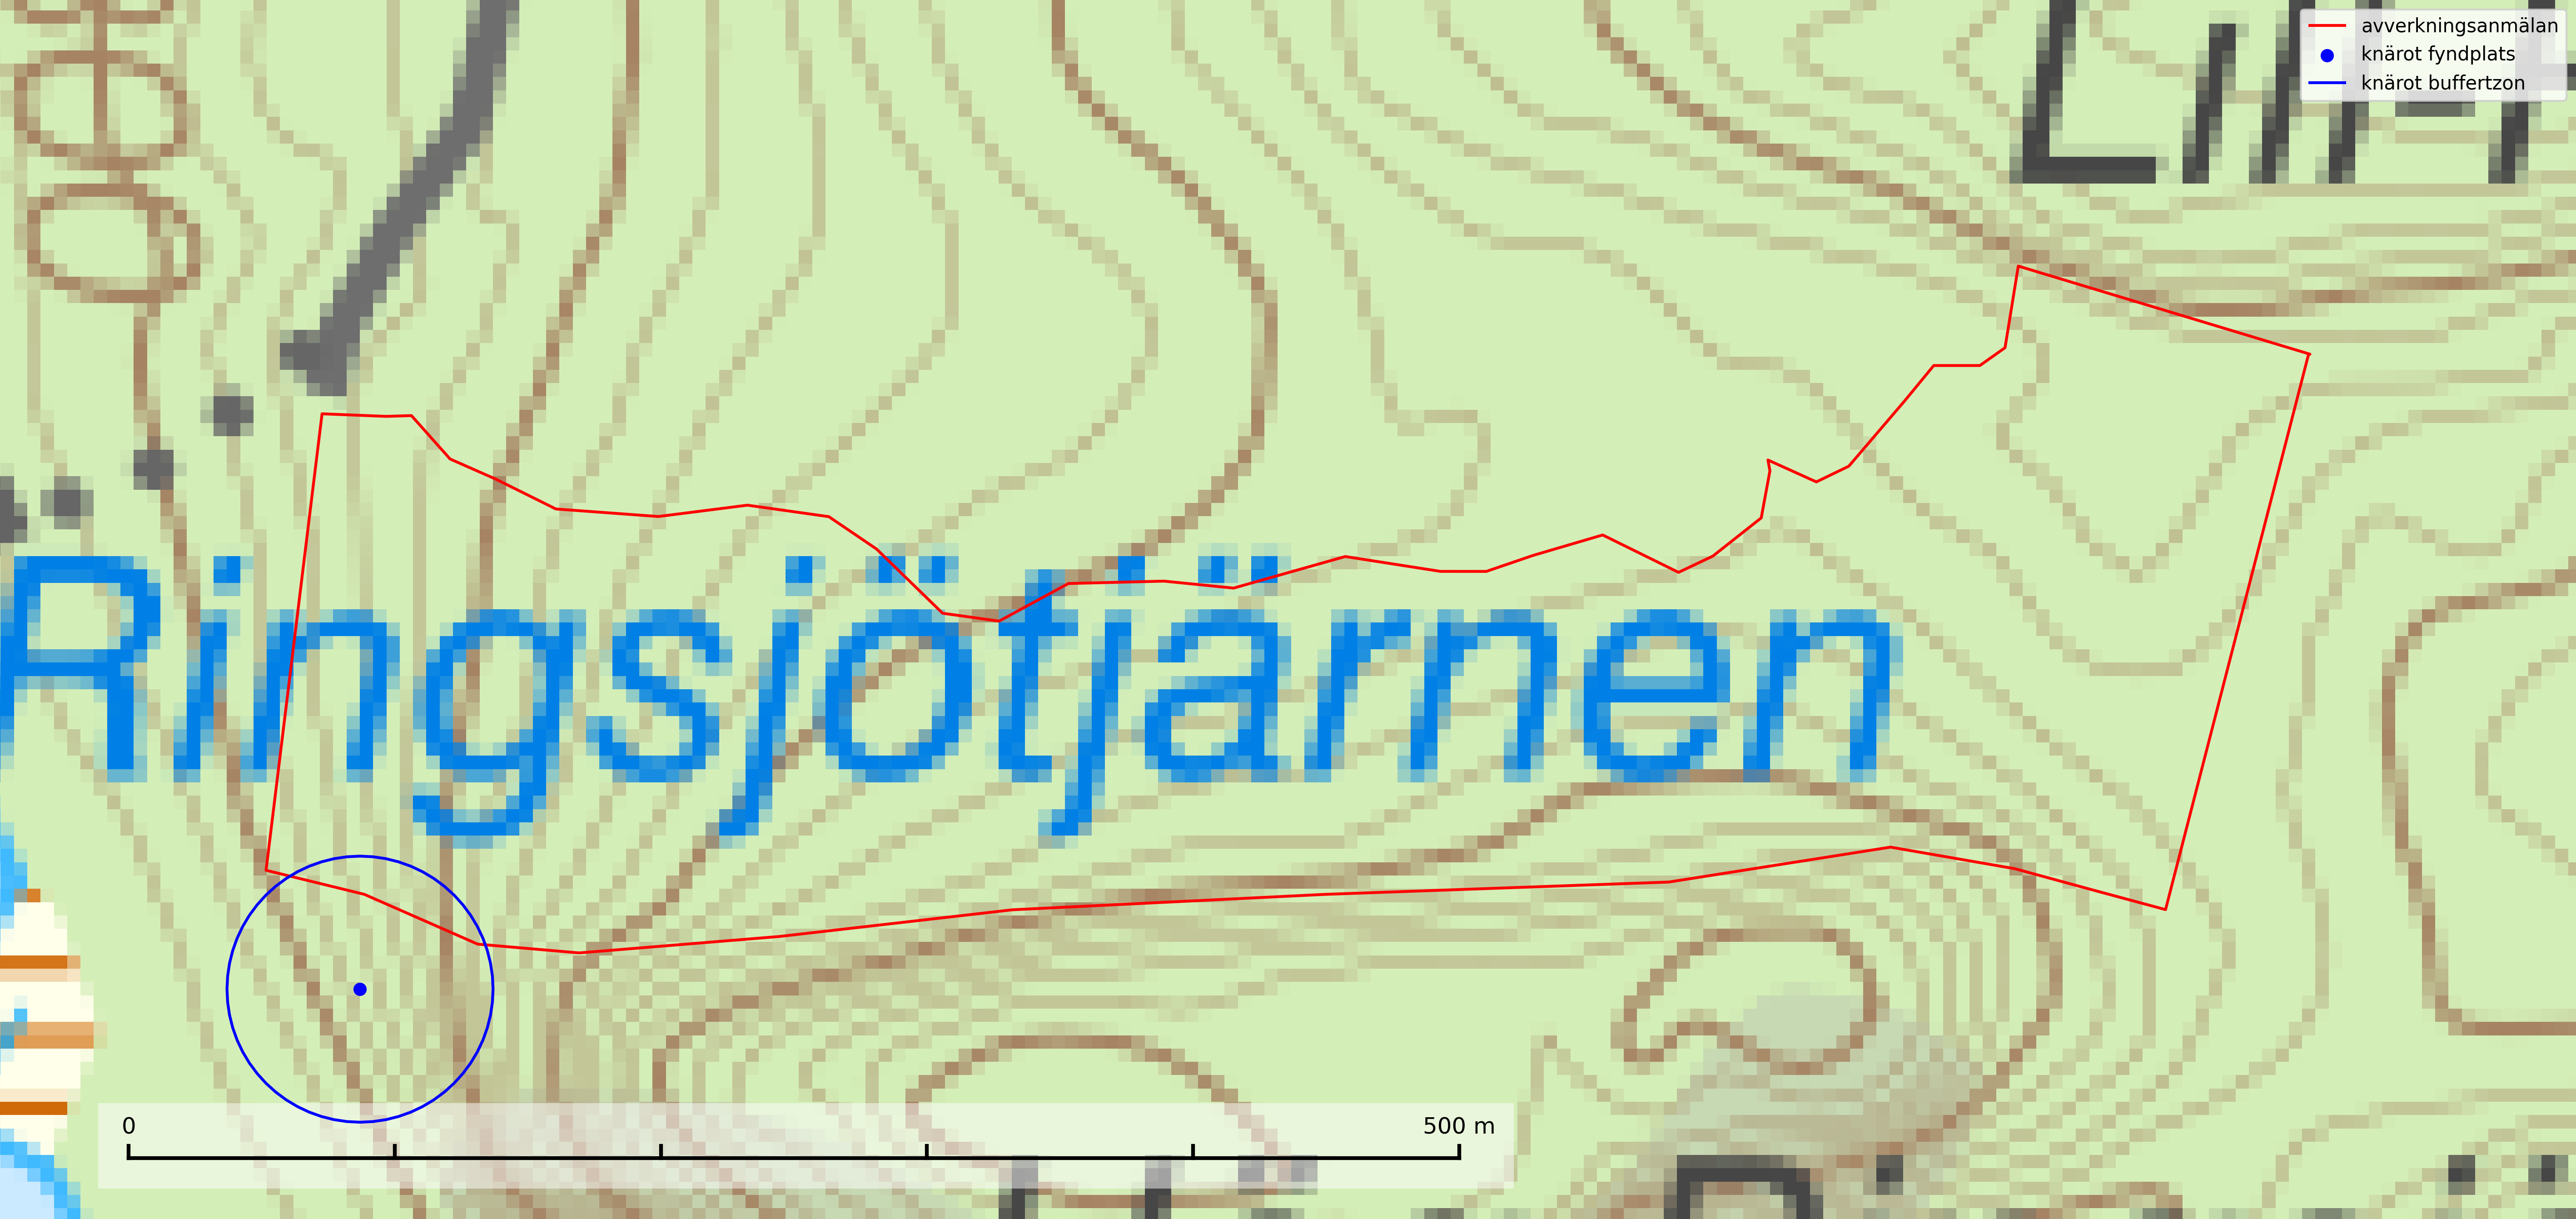 avverkningsanmälan
knärot fyndplats
knärot buffertzon
Ringsjötjärnen
0 500 m